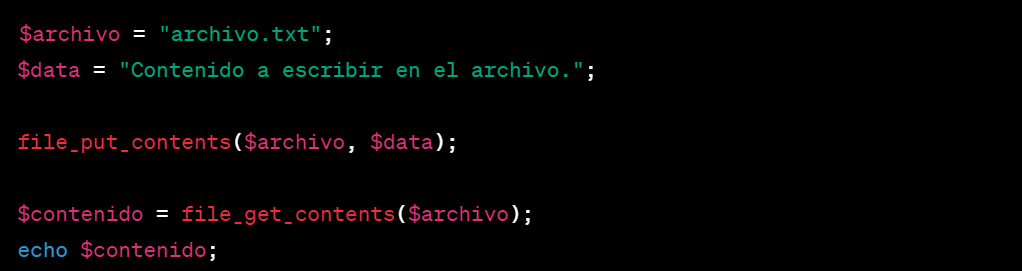 $archivo = "archivo.txt";
$data = "Contenido a escribir en el archivo.";
file_put_contents($archivo, $data);
$contenido = file_get_contents($archivo);
echo $contenido;